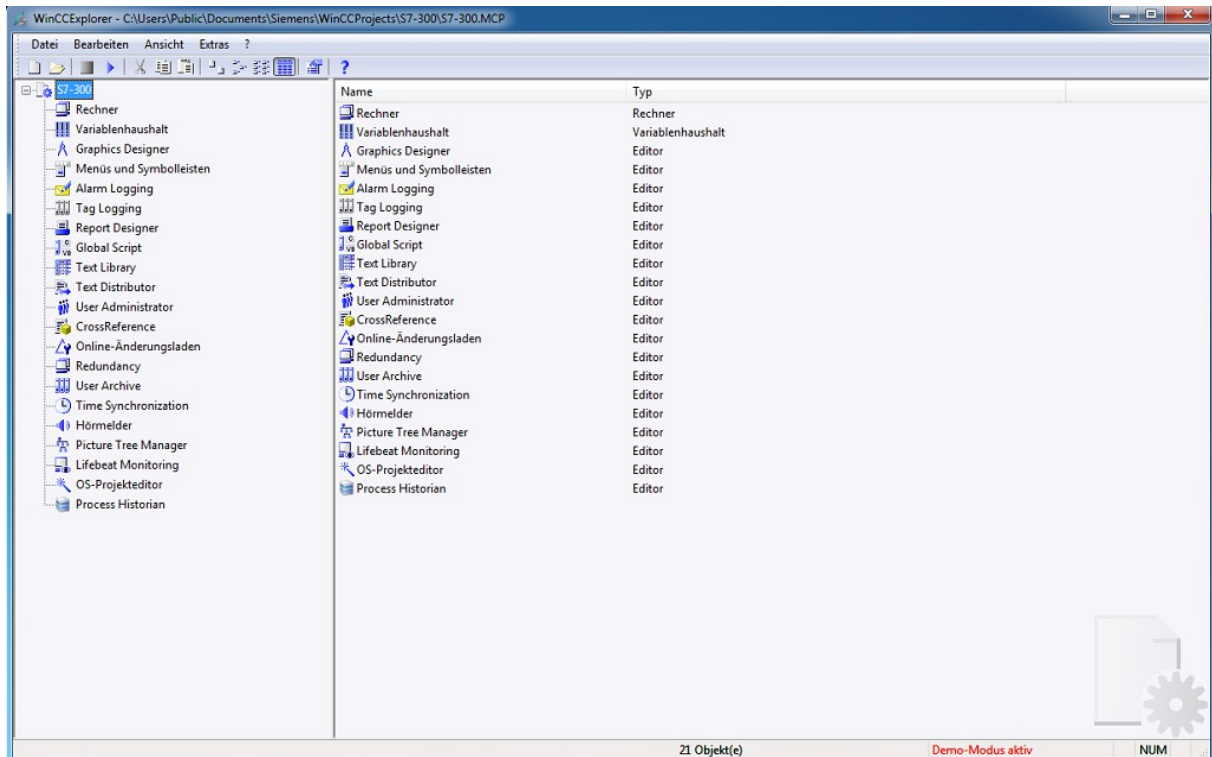 WinCCExplorer - C:\Users\Public\Documents\Siemens\WinCCProjects\S7-300\S7-300.MCP
Datei Bearbeiten Ansicht Extras ?
S7-300
Rechner
Variablenhaushalt
Graphics Designer
Menüs und Symbolleisten
Alarm Logging
Tag Logging
Report Designer
Global Script
Text Library
Text Distributor
User Administrator
CrossReference
Online-Änderungsladen
Redundancy
User Archive
Time Synchronization
Hörmelder
Picture Tree Manager
Lifebeat Monitoring
OS-Projekteditor
Process Historian
Name Typ
Rechner Rechner
Variablenhaushalt Variablenhaushalt
Graphics Designer Editor
Menüs und Symbolleisten Editor
Alarm Logging Editor
Tag Logging Editor
Report Designer Editor
Global Script Editor
Text Library Editor
Text Distributor Editor
User Administrator Editor
CrossReference Editor
Online-Änderungsladen Editor
Redundancy Editor
User Archive Editor
Time Synchronization Editor
Hörmelder Editor
Picture Tree Manager Editor
Lifebeat Monitoring Editor
OS-Projekteditor Editor
Process Historian Editor
21 Objekt(e) Demo-Modus aktiv NUM